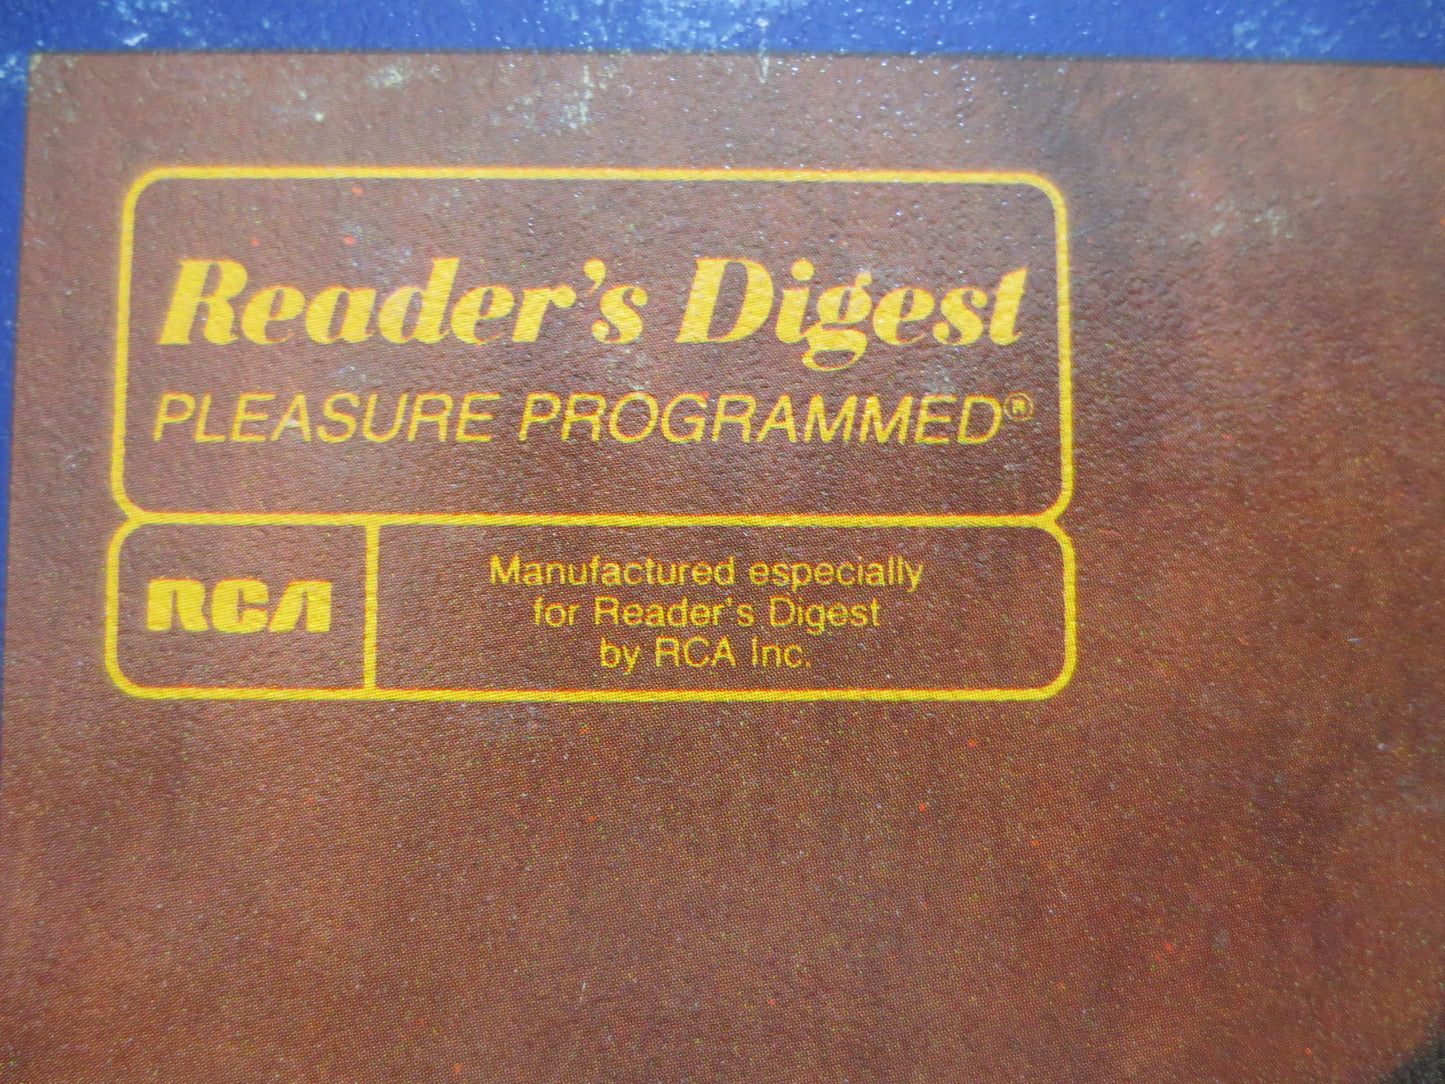 Reader's Digest
PLEASURE PROGRAMMED®
RCA
Manufactured especially
for Reader's Digest
by RCA Inc.